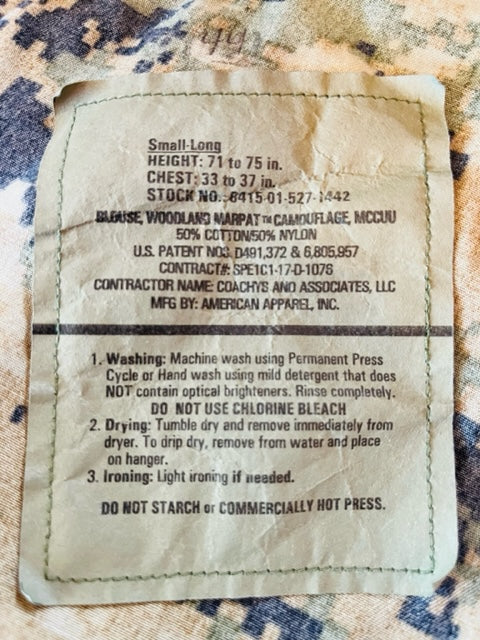 Small-Long
HEIGHT: 71 to 75 in.
CHEST: 33 to 37 in.
STOCK NO.: 8415-01-527-1442
BLOUSE, WOODLAND MARPAT™ CAMOUFLAGE, MCCUU
50% COTTON/50% NYLON
U.S. PATENT NOS. D491,372 & 6,805,957
CONTRACT#: SPE1C1-17-D-1076
CONTRACTOR NAME: COACHYS AND ASSOCIATES, LLC
MFG BY: AMERICAN APPAREL, INC.
1. Washing: Machine wash using Permanent Press
Cycle or Hand wash using mild detergent that does
NOT contain optical brighteners. Rinse completely.
DO NOT USE CHLORINE BLEACH
2. Drying: Tumble dry and remove immediately from
dryer. To drip dry, remove from water and place
on hanger.
3. Ironing: Light ironing if needed.
DO NOT STARCH or COMMERCIALLY HOT PRESS.